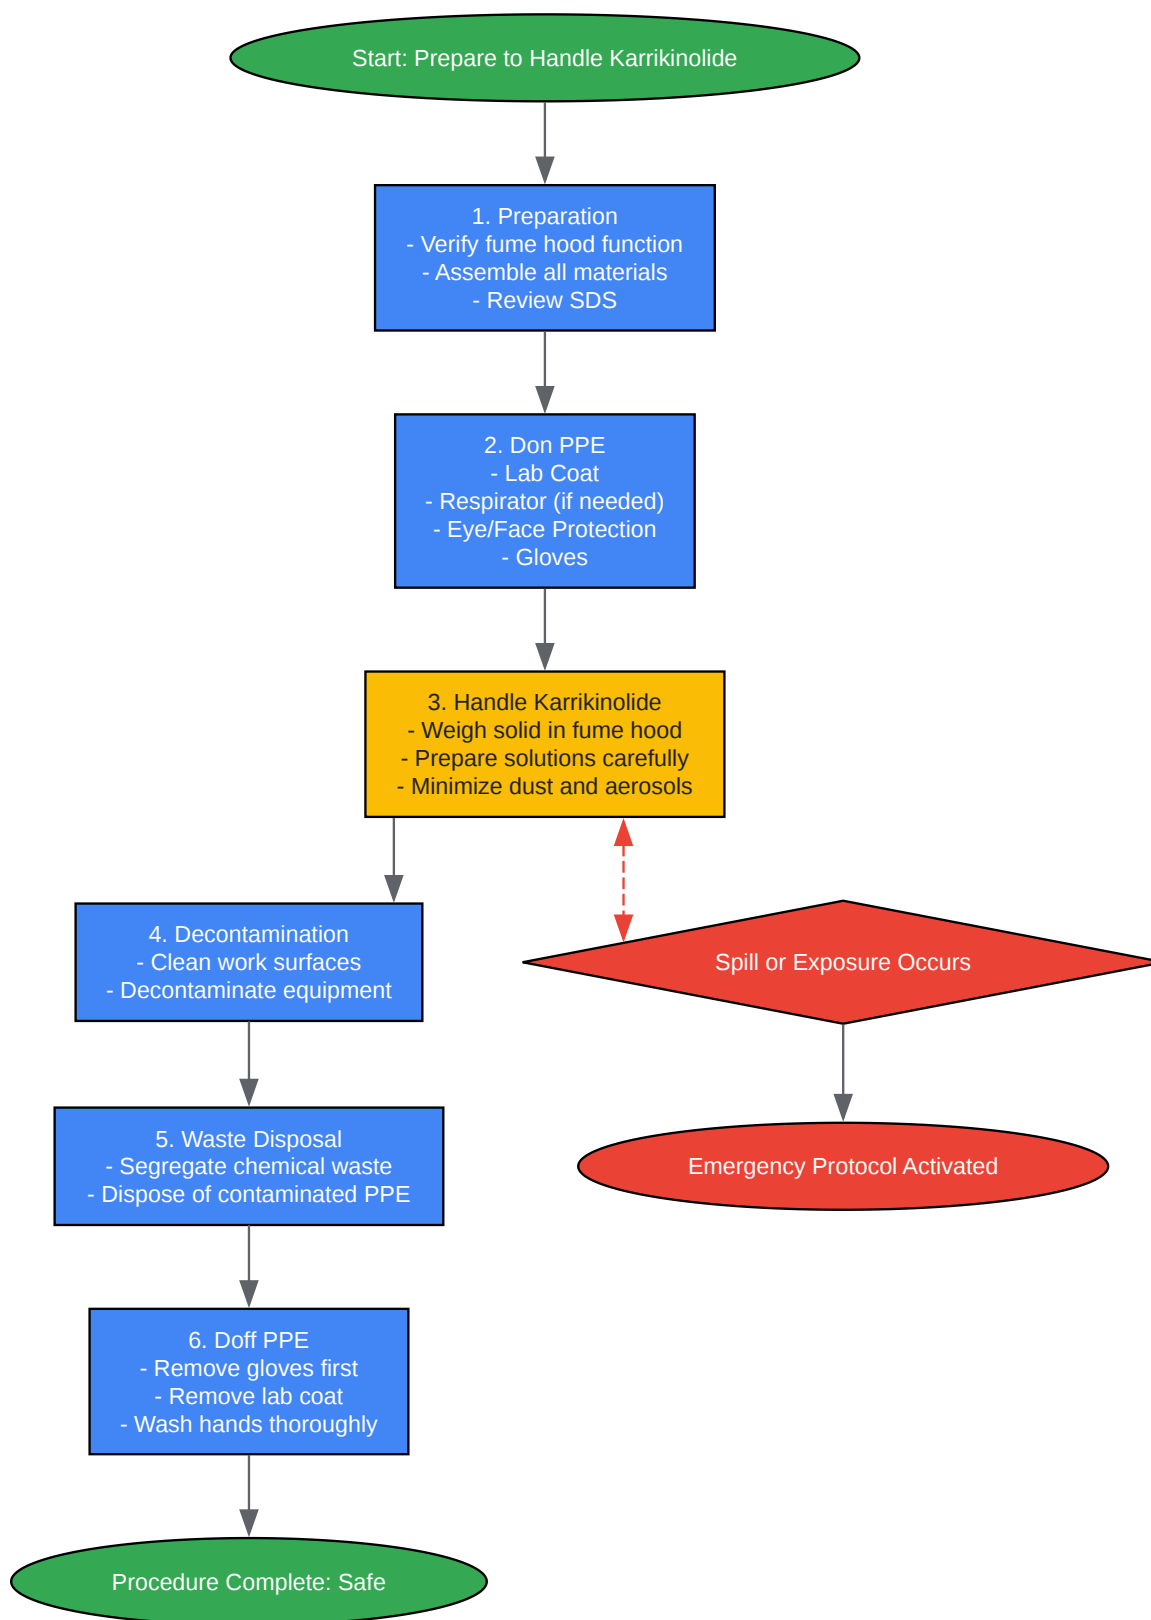 Start: Prepare to Handle Karrikinolide
1. Preparation
- Verify fume hood function
- Assemble all materials
- Review SDS
2. Don PPE
- Lab Coat
- Respirator (if needed)
- Eye/Face Protection
- Gloves
3. Handle Karrikinolide
- Weigh solid in fume hood
- Prepare solutions carefully
- Minimize dust and aerosols
4. Decontamination
- Clean work surfaces
- Decontaminate equipment
Spill or Exposure Occurs
5. Waste Disposal
- Segregate chemical waste
- Dispose of contaminated PPE
Emergency Protocol Activated
6. Doff PPE
- Remove gloves first
- Remove lab coat
- Wash hands thoroughly
Procedure Complete: Safe